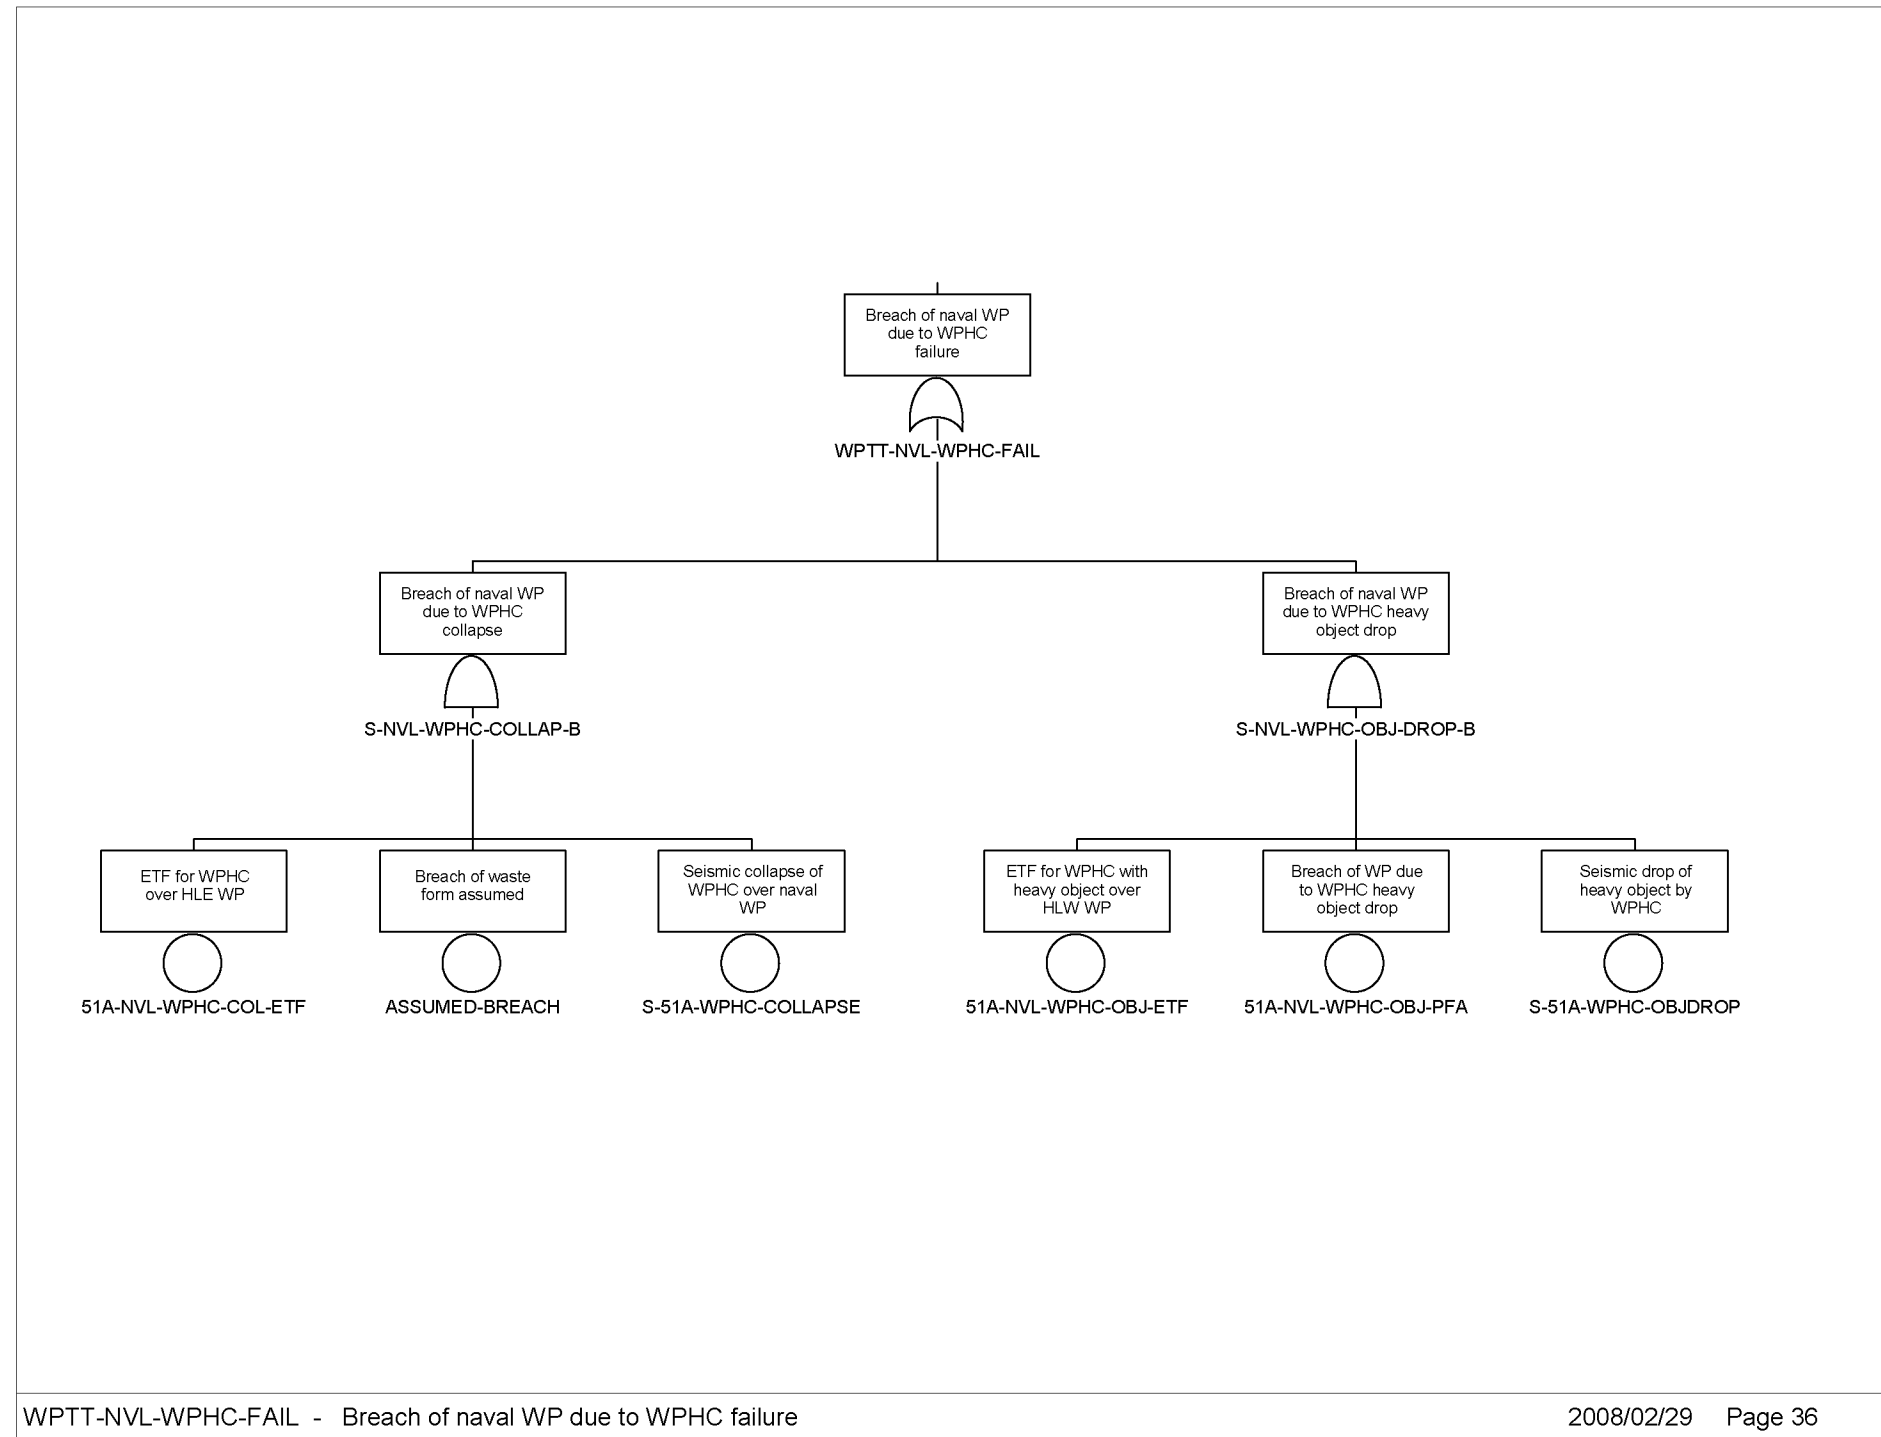 Breach of naval WP
due to WPHC
failure
WPTT-NVL-WPHC-FAIL
Breach of naval WP
due to WPHC
collapse
S-NVL-WPHC-COLLAP-B
Breach of naval WP
due to WPHC heavy
object drop
S-NVL-WPHC-OBJ-DROP-B
ETF for WPHC
over HLE WP
51A-NVL-WPHC-COL-ETF
Breach of waste
form assumed
ASSUMED-BREACH
Seismic collapse of
WPHC over naval
WP
S-51A-WPHC-COLLAPSE
ETF for WPHC with
heavy object over
HLW WP
51A-NVL-WPHC-OBJ-ETF
Breach of WP due
to WPHC heavy
object drop
51A-NVL-WPHC-OBJ-PFA
Seismic drop of
heavy object by
WPHC
S-51A-WPHC-OBJDROP
WPTT-NVL-WPHC-FAIL - Breach of naval WP due to WPHC failure
2008/02/29 Page 36